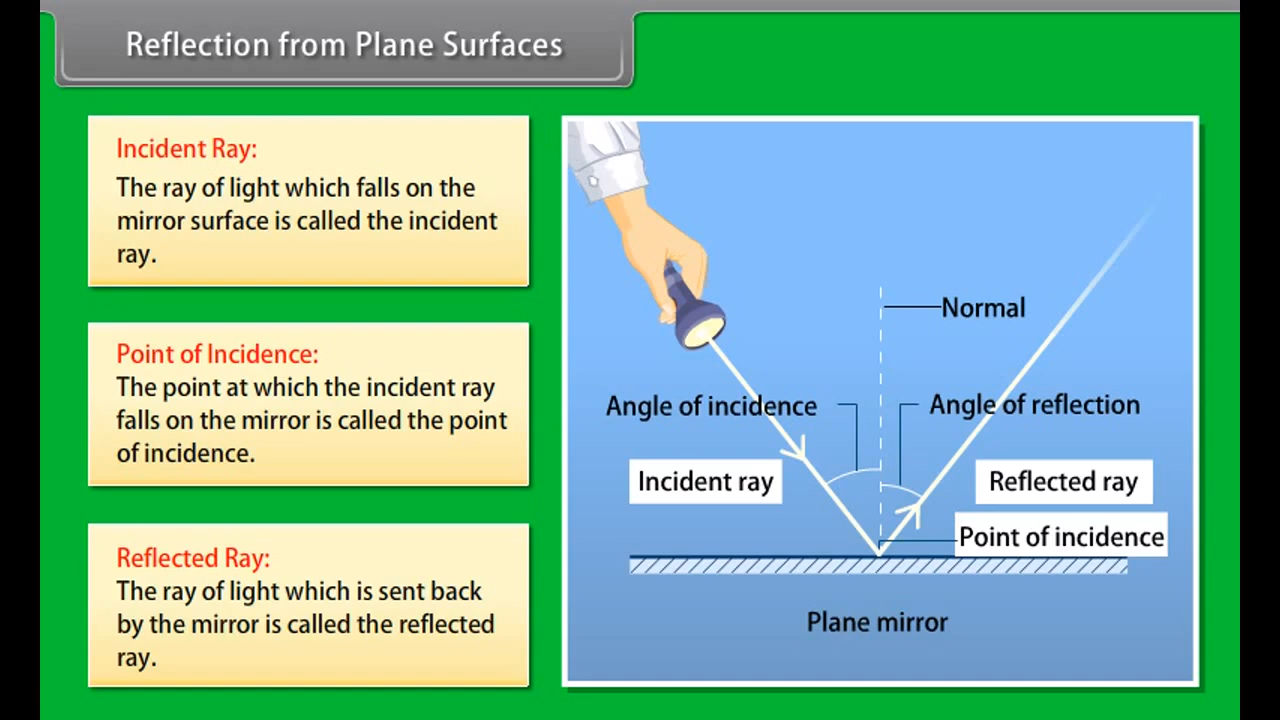 Reflection from Plane Surfaces
Incident Ray:
The ray of light which falls on the
mirror surface is called the incident
ray.
Point of Incidence:
The point at which the incident ray
falls on the mirror is called the point
of incidence.
Reflected Ray:
The ray of light which is sent back
by the mirror is called the reflected
ray.
Normal
Angle of incidence
Angle of reflection
Incident ray
Reflected ray
Point of incidence
Plane mirror